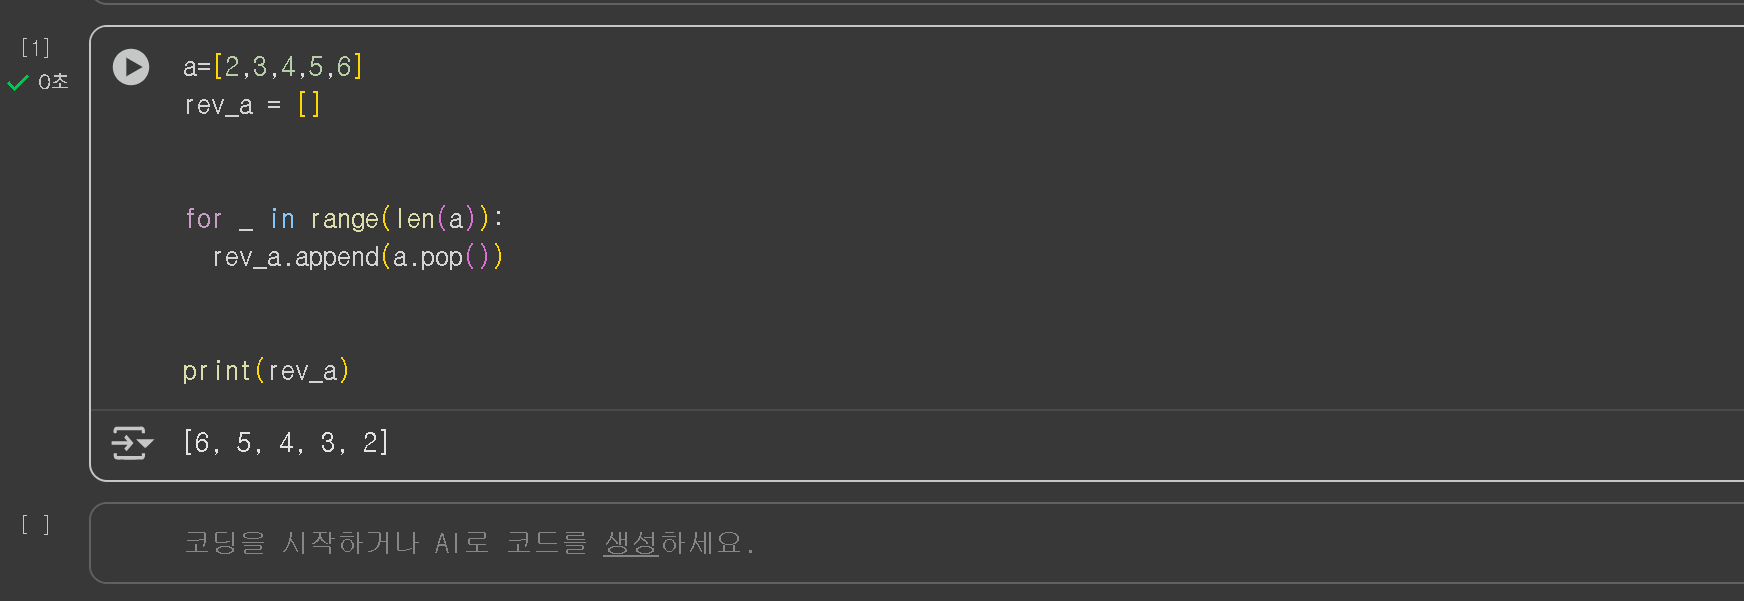 [1]
0초
a=[2,3,4,5,6]
rev_a = []
for _ in range(len(a)):
  rev_a.append(a.pop())
print(rev_a)
[6, 5, 4, 3, 2]
[ ]
코딩을 시작하거나 AI로 코드를 생성하세요.